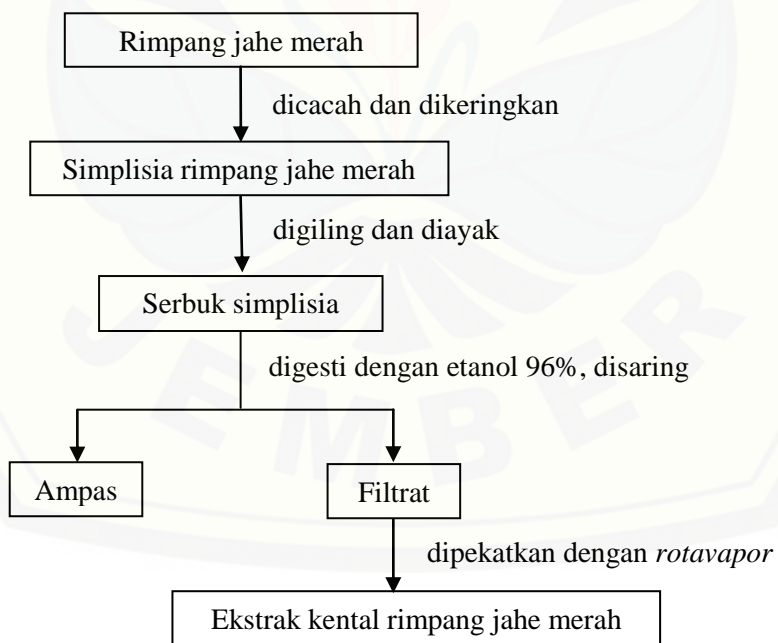 Rimpang jahe merah
dicacah dan dikeringkan
Simplisia rimpang jahe merah
digiling dan diayak
Serbuk simplisia
digesti dengan etanol 96%, disaring
JEMBER
Ampas
Filtrat
dipekatkan dengan rotavapor
Ekstrak kental rimpang jahe merah